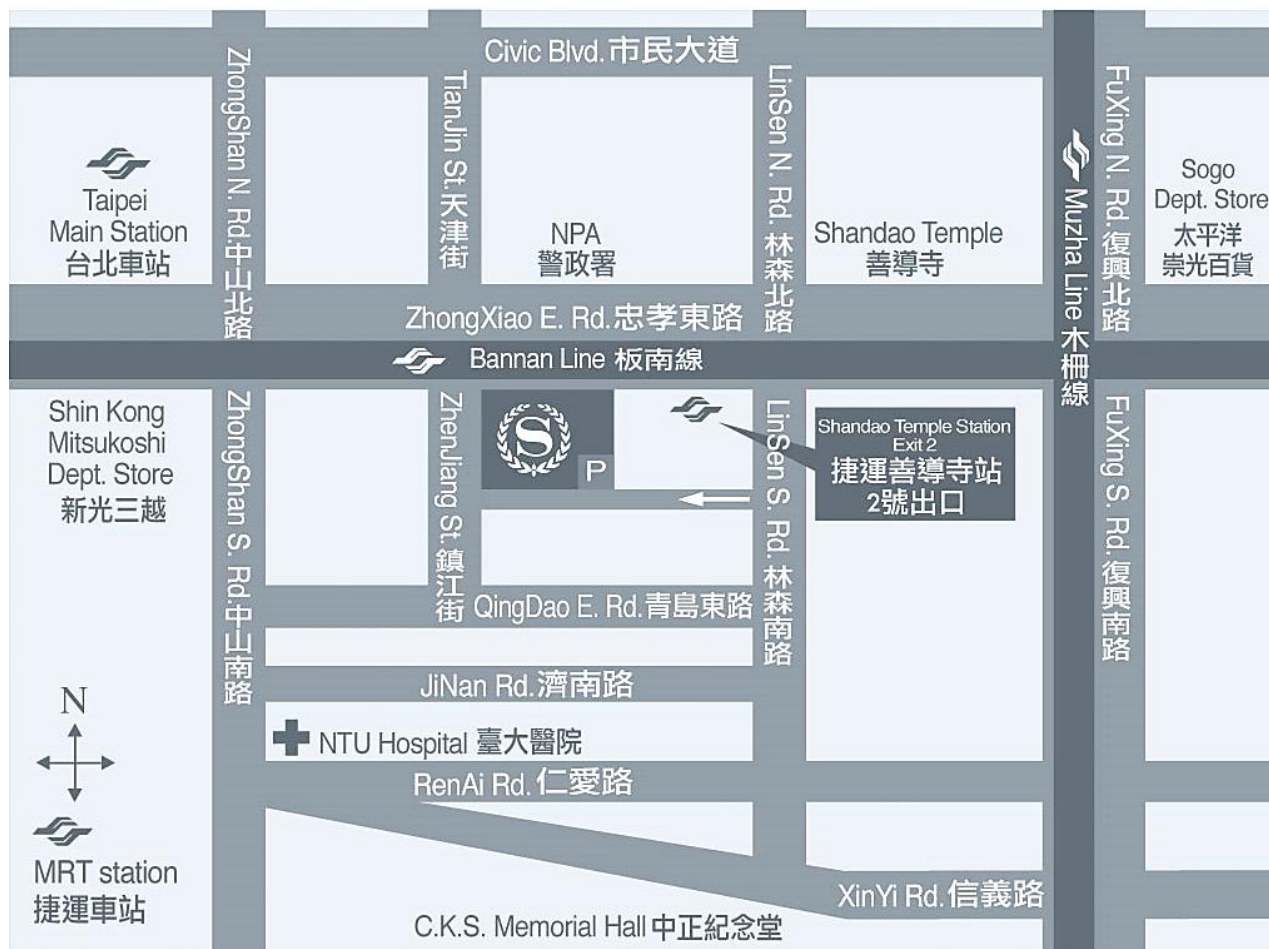 Civic Blvd.市民大道
ZhongShan N. Rd.中山北路
TianJin St.天津街
LinSen N. Rd. 林森北路
Muzha Line 木柵線
FuXing N. Rd. 復興北路
Taipei
Main Station
台北車站
NPA
警政署
Shandao Temple
善導寺
Sogo
Dept. Store
太平洋
崇光百貨
ZhongXiao E. Rd.忠孝東路
Bannan Line 板南線
Shin Kong
Mitsukoshi
Dept. Store
新光三越
ZhongShan S. Rd.中山南路
ZhenJiang St.鎮江街
S
P
LinSen S. Rd.林森南路
Shandao Temple Station
Exit 2
捷運善導寺站
2號出口
FuXing S. Rd.復興南路
QingDao E. Rd.青島東路
JiNan Rd.濟南路
NTU Hospital 臺大醫院
RenAi Rd.仁愛路
N
MRT station
捷運車站
XinYi Rd.信義路
C.K.S. Memorial Hall 中正紀念堂